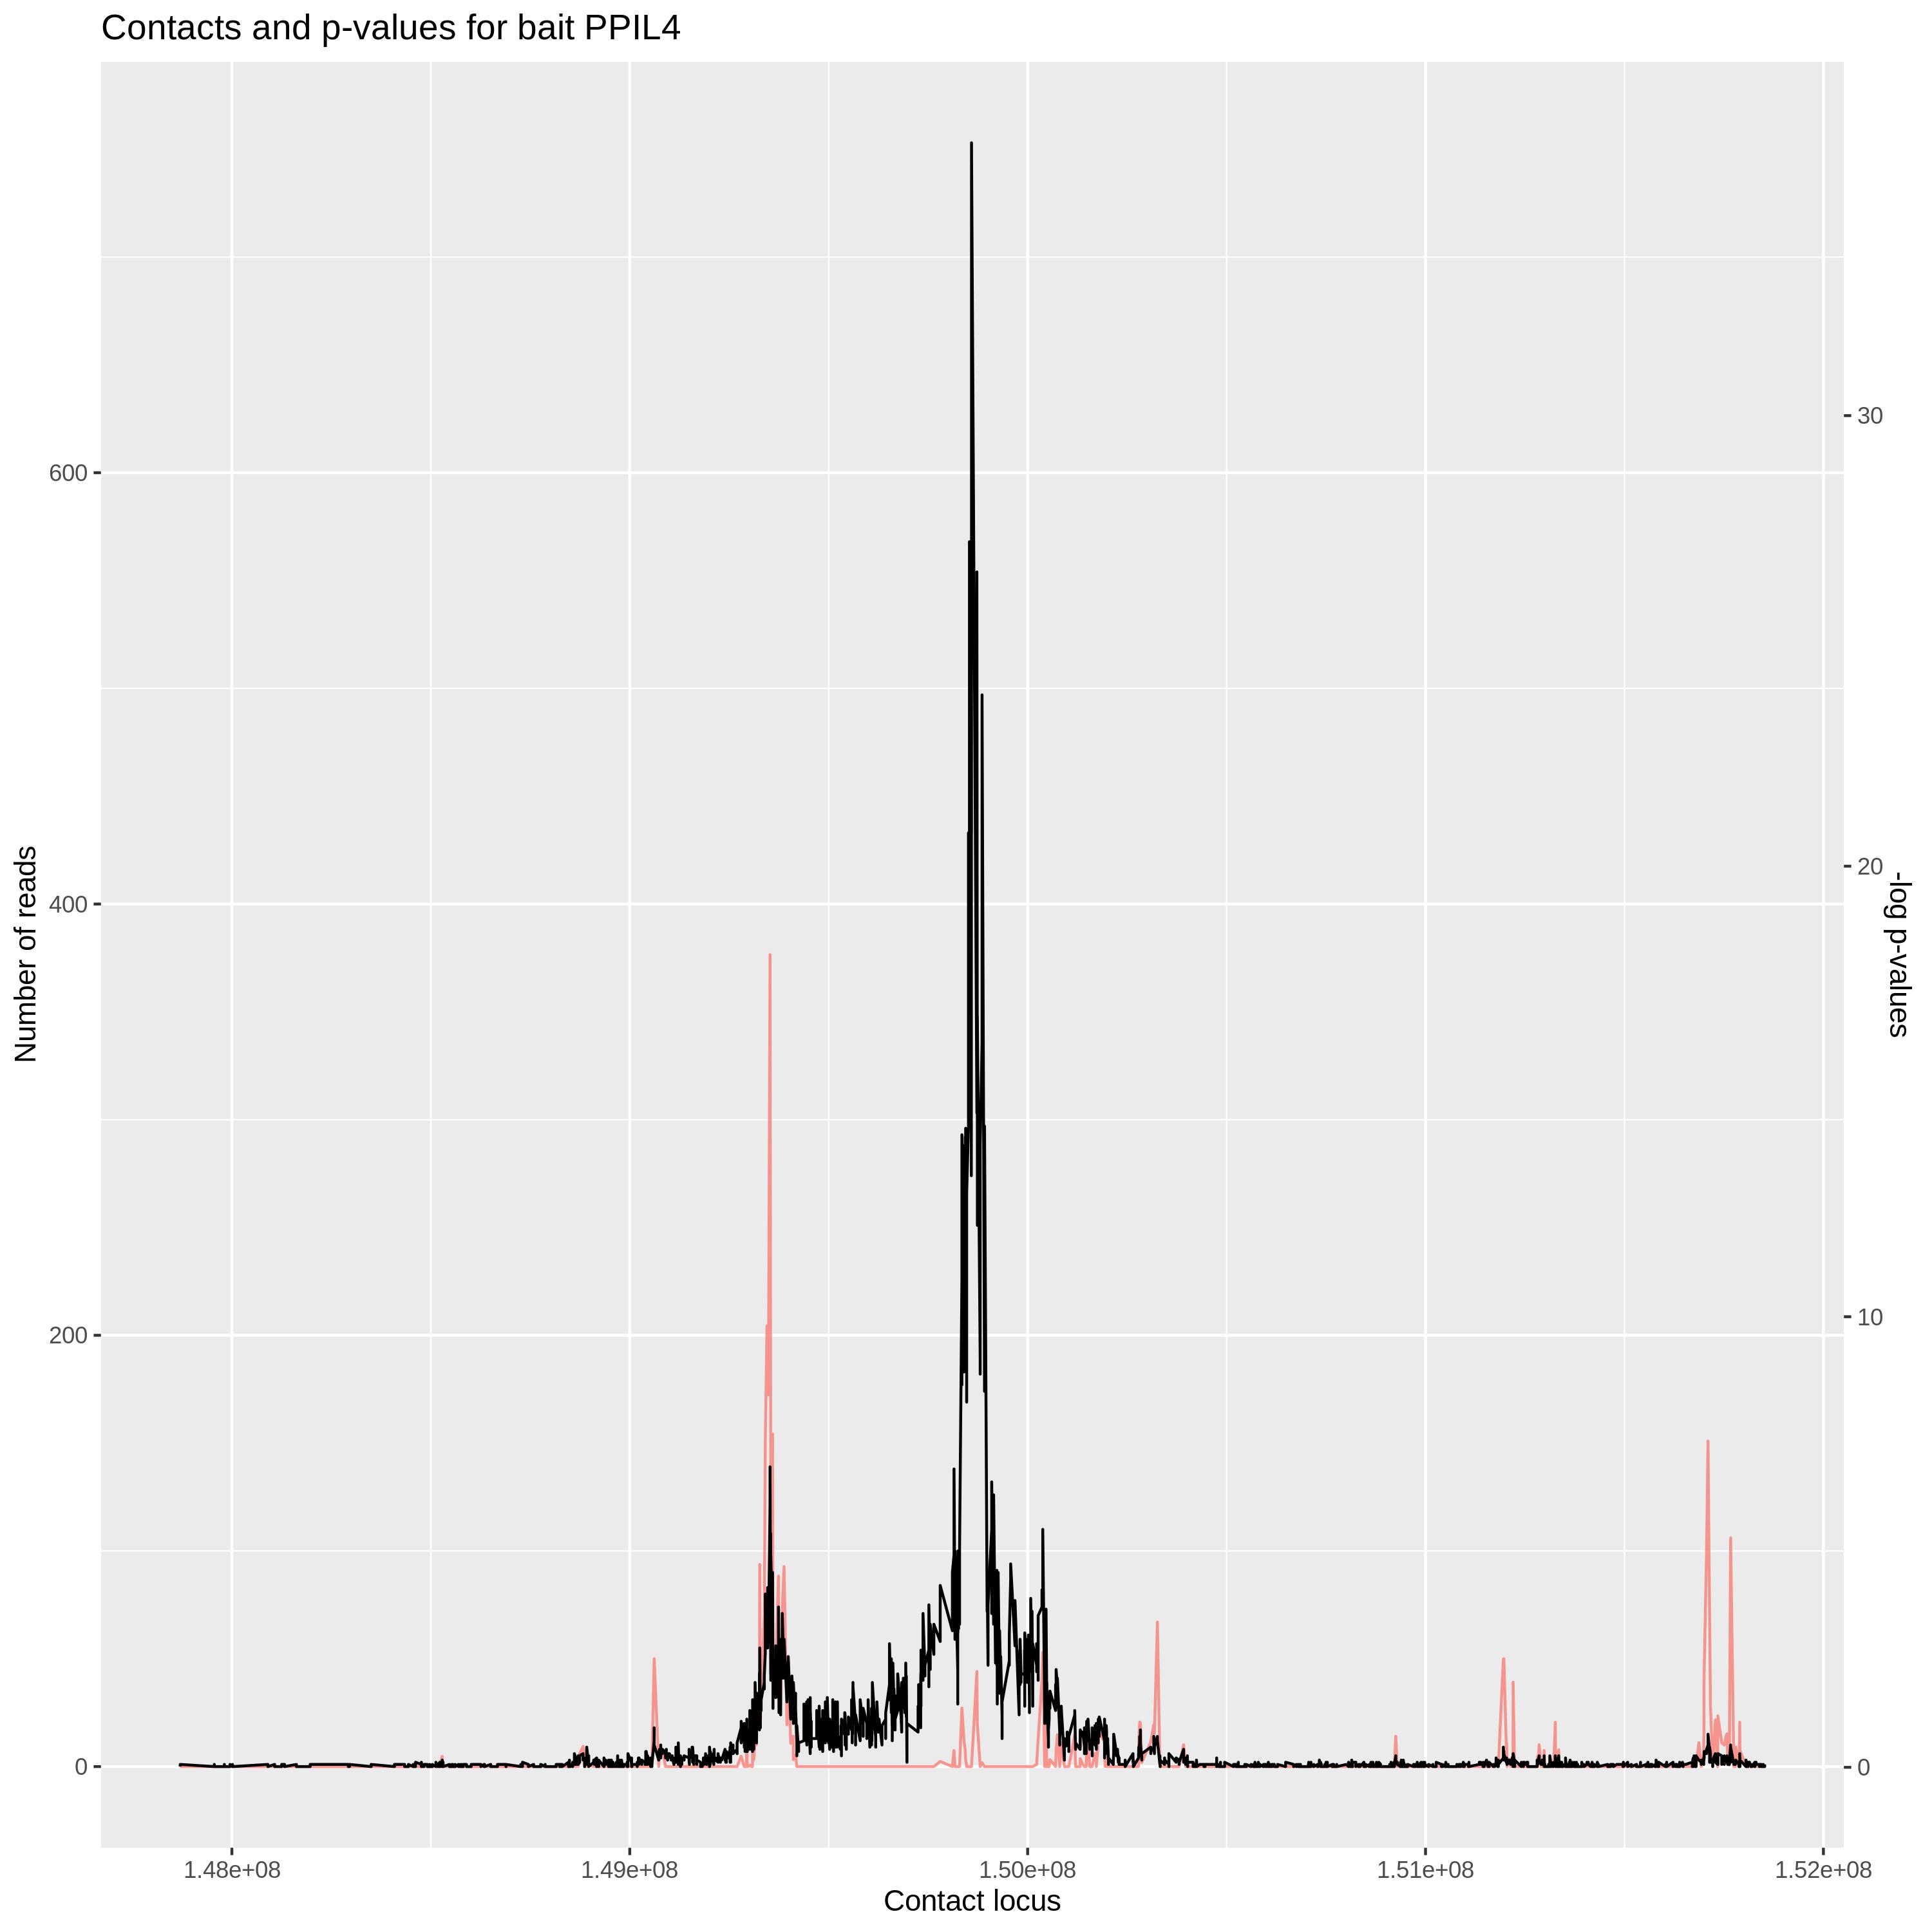 Contacts and p-values for bait PPIL4
Number of reads
600
400
200
0
30
20
10
0
-log p-values
1.48e+08
1.49e+08
1.50e+08
1.51e+08
1.52e+08
Contact locus